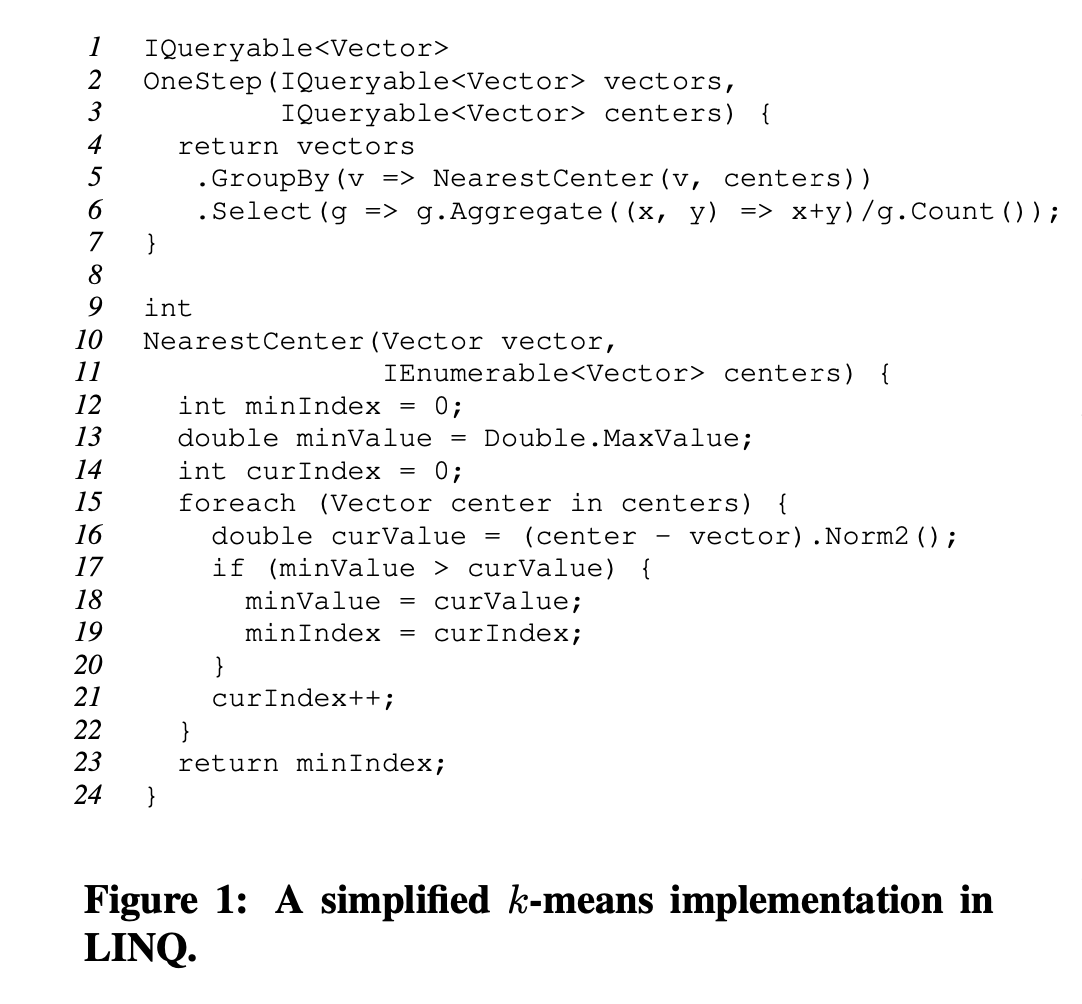 1 IQueryable<Vector>
2 OneStep(IQueryable<Vector> vectors,
3 IQueryable<Vector> centers) {
4 return vectors
5 .GroupBy(v => NearestCenter(v, centers))
6 .Select(g => g.Aggregate((x, y) => x+y)/g.Count());
7 }
8
9 int
10 NearestCenter(Vector vector,
11 IEnumerable<Vector> centers) {
12 int minIndex = 0;
13 double minValue = Double.MaxValue;
14 int curIndex = 0;
15 foreach (Vector center in centers) {
16 double curValue = (center - vector).Norm2();
17 if (minValue > curValue) {
18 minValue = curValue;
19 minIndex = curIndex;
20 }
21 curIndex++;
22 }
23 return minIndex;
24 }
Figure 1: A simplified k-means implementation in
LINQ.